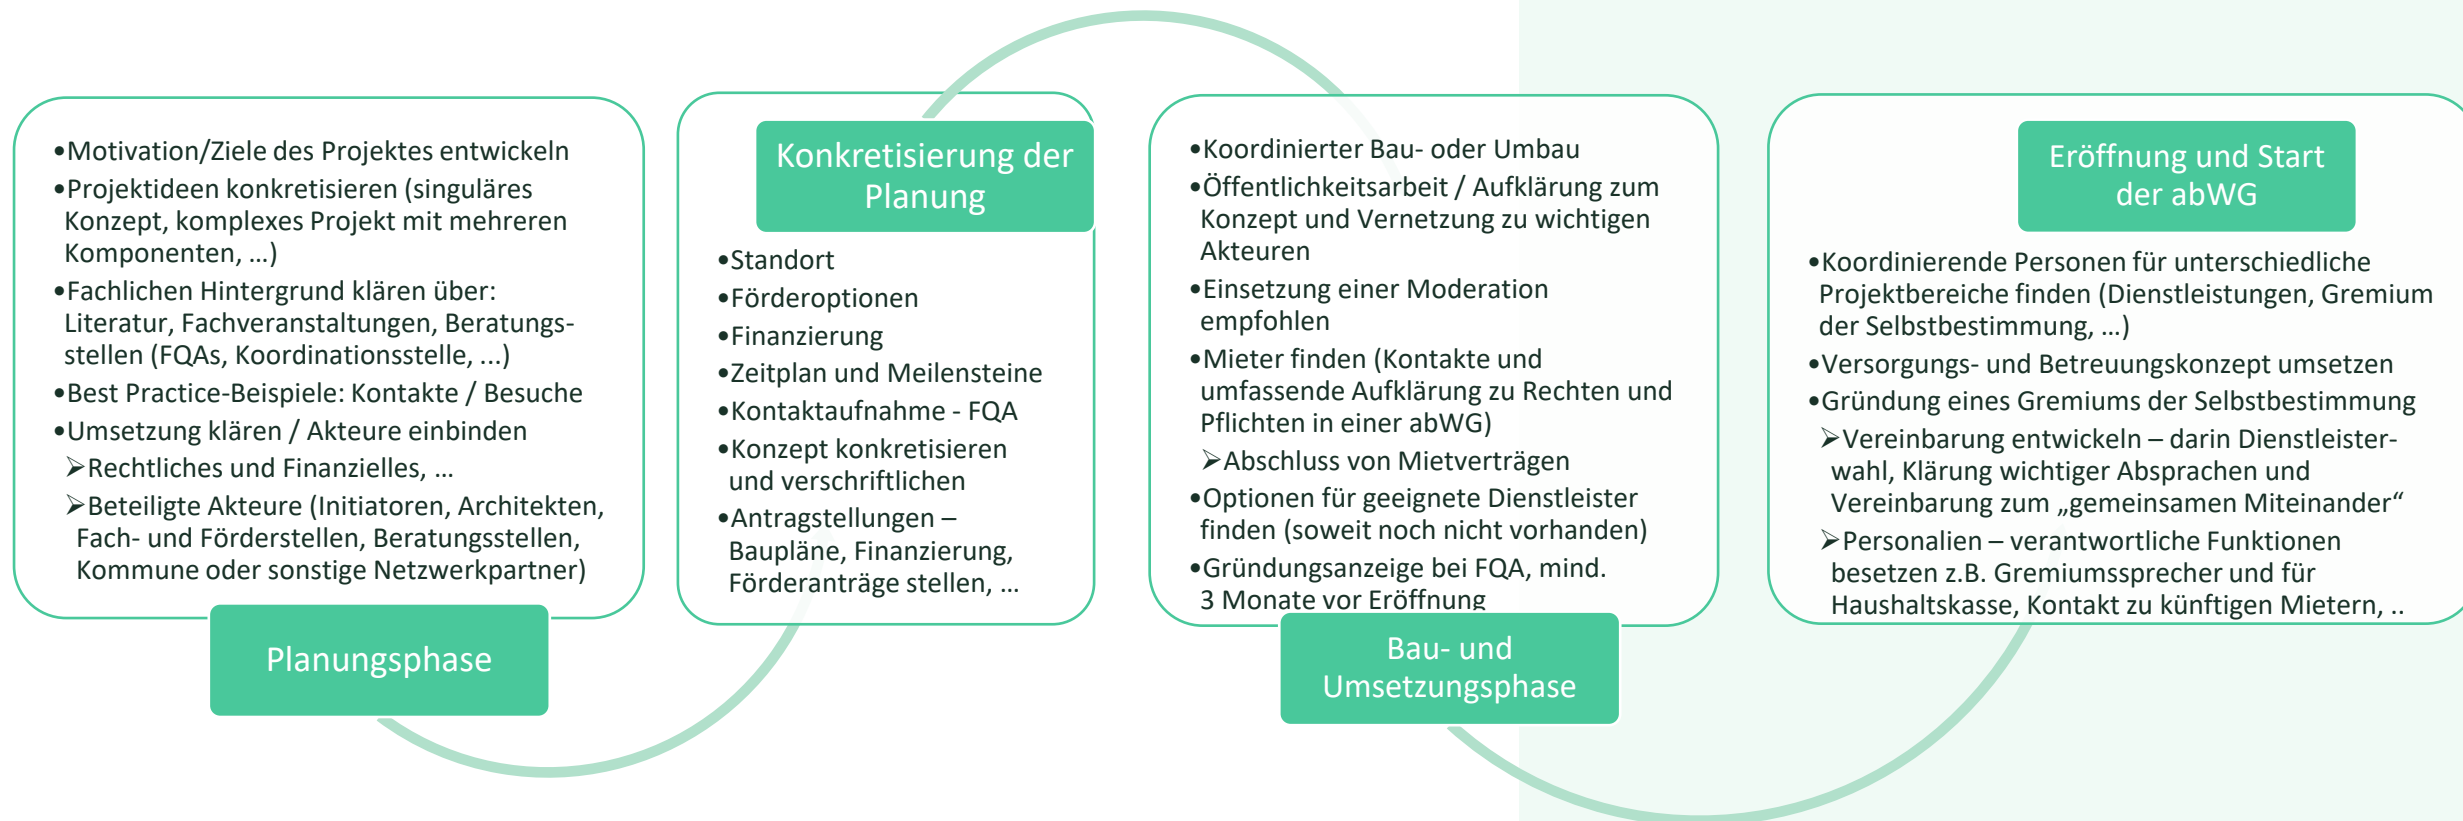 •Motivation/Ziele des Projektes entwickeln
•Projektideen konkretisieren (singuläres
Konzept, komplexes Projekt mit mehreren
Komponenten, ...)
•Fachlichen Hintergrund klären über:
Literatur, Fachveranstaltungen, Beratungs-
stellen (FQAs, Koordinationsstelle, ...)
•Best Practice-Beispiele: Kontakte / Besuche
•Umsetzung klären / Akteure einbinden
➢Rechtliches und Finanzielles, ...
➢Beteiligte Akteure (Initiatoren, Architekten,
Fach- und Förderstellen, Beratungsstellen,
Kommune oder sonstige Netzwerkpartner)
Planungsphase
Konkretisierung der
Planung
•Standort
•Förderoptionen
•Finanzierung
•Zeitplan und Meilensteine
•Kontaktaufnahme - FQA
•Konzept konkretisieren
und verschriftlichen
•Antragstellungen –
Baupläne, Finanzierung,
Förderanträge stellen, ...
•Koordinierter Bau- oder Umbau
•Öffentlichkeitsarbeit / Aufklärung zum
Konzept und Vernetzung zu wichtigen
Akteuren
•Einsetzung einer Moderation
empfohlen
•Mieter finden (Kontakte und
umfassende Aufklärung zu Rechten und
Pflichten in einer abWG)
➢Abschluss von Mietverträgen
•Optionen für geeignete Dienstleister
finden (soweit noch nicht vorhanden)
•Gründungsanzeige bei FQA, mind.
3 Monate vor Eröffnung
Bau- und
Umsetzungsphase
Eröffnung und Start
der abWG
•Koordinierende Personen für unterschiedliche
Projektbereiche finden (Dienstleistungen, Gremium
der Selbstbestimmung, ...)
•Versorgungs- und Betreuungskonzept umsetzen
•Gründung eines Gremiums der Selbstbestimmung
➢Vereinbarung entwickeln – darin Dienstleister-
wahl, Klärung wichtiger Absprachen und
Vereinbarung zum „gemeinsamen Miteinander“
➢Personalien – verantwortliche Funktionen
besetzen z.B. Gremiumssprecher und für
Haushaltskasse, Kontakt zu künftigen Mietern, ..